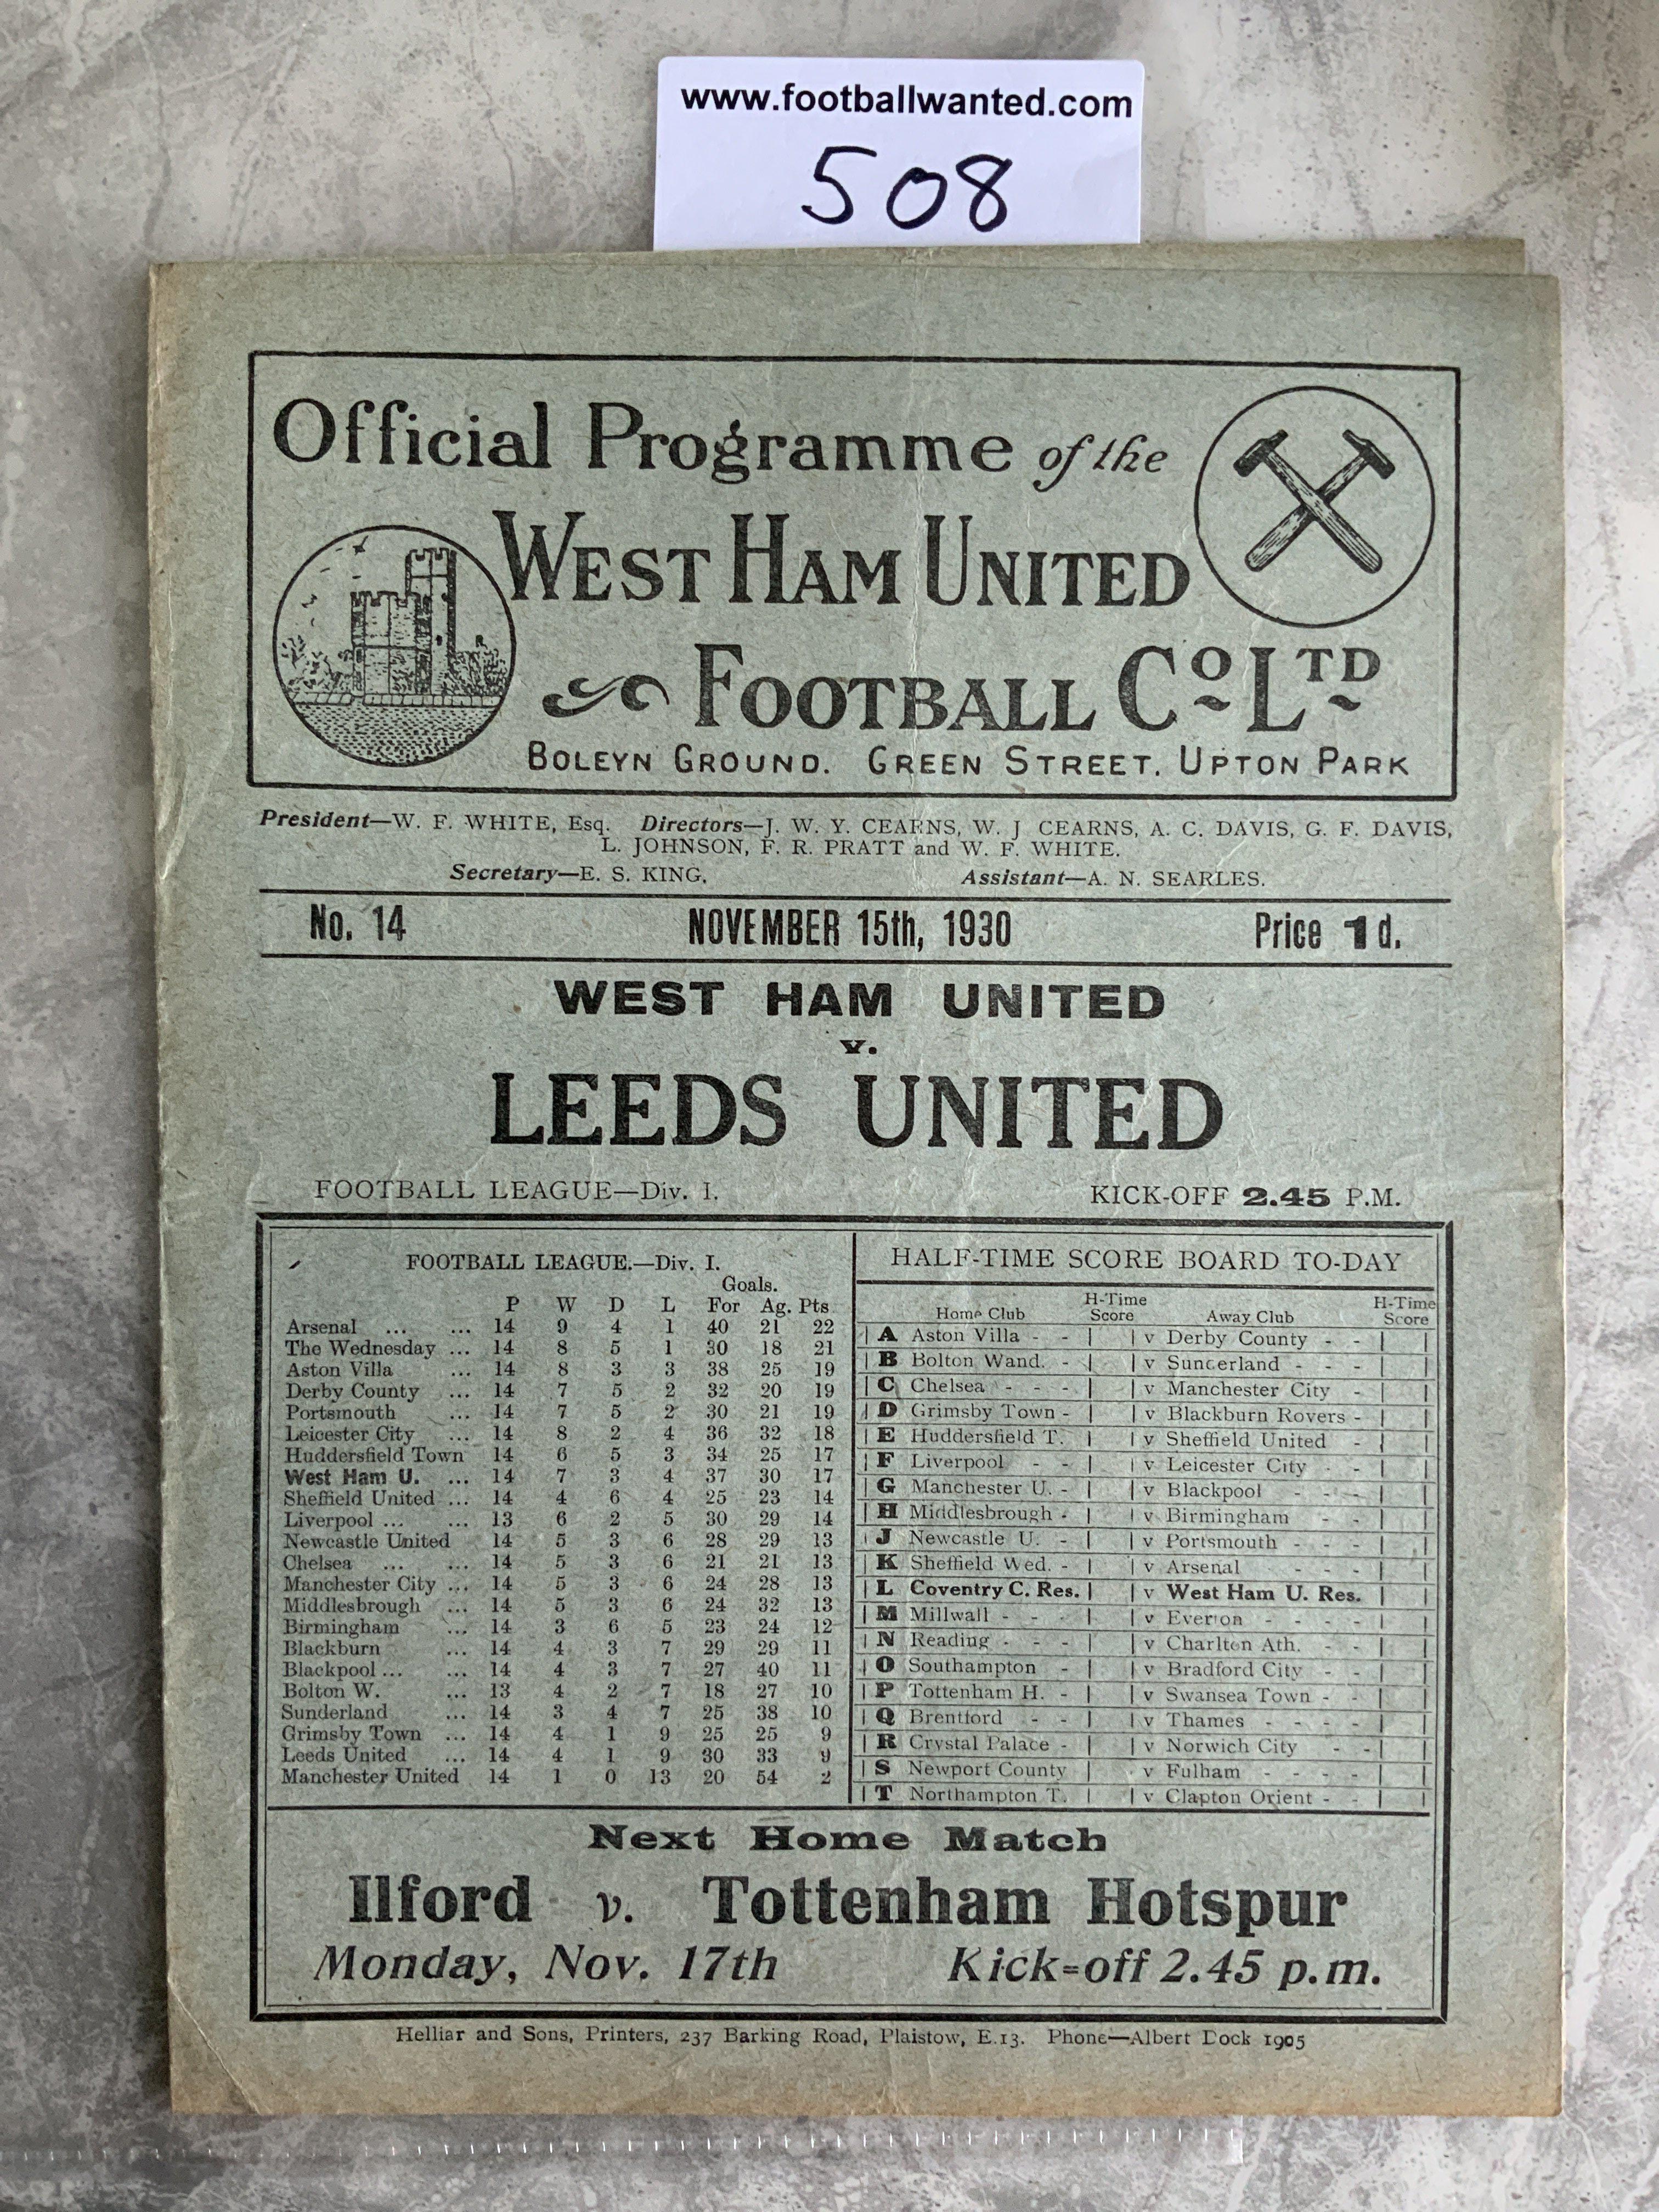 www.footballwanted.com
508
Official Programme of the
WEST HAM UNITED
FOOTBALL CO LTD
BOLEYN GROUND. GREEN STREET. UPTON PARK
President—W. F. WHITE, Esq. Directors—J. W. Y. CEARNS, W. J CEARNS, A. C. DAVIS, G. F. DAVIS,
L. JOHNSON, F. R. PRATT and W. F. WHITE.
Secretary—E. S. KING. Assistant—A. N. SEARLES.
No. 14 NOVEMBER 15th, 1930 Price 1d.
WEST HAM UNITED
v.
LEEDS UNITED
FOOTBALL LEAGUE—Div. I. KICK-OFF 2.45 P.M.
FOOTBALL LEAGUE.—Div. I.
Goals.
P W D L For Ag. Pts
Arsenal ... ... 14 9 4 1 40 21 22
The Wednesday ... 14 8 5 1 30 18 21
Aston Villa ... 14 8 3 3 38 25 19
Derby County ... 14 7 5 2 32 20 19
Portsmouth ... 14 7 5 2 30 21 19
Leicester City ... 14 8 2 4 36 32 18
Huddersfield Town 14 6 5 3 34 25 17
West Ham U. ... 14 7 3 4 37 30 17
Sheffield United ... 14 4 6 4 25 23 14
Liverpool ... ... 13 6 2 5 30 29 14
Newcastle United 14 5 3 6 28 29 13
Chelsea ... ... 14 5 3 6 21 21 13
Manchester City ... 14 5 3 6 24 28 13
Middlesbrough ... 14 5 3 6 24 32 13
Birmingham ... 14 3 6 5 23 24 12
Blackburn ... 14 4 3 7 29 29 11
Blackpool ... ... 14 4 3 7 27 40 11
Bolton W. ... 13 4 2 7 18 27 10
Sunderland ... 14 3 4 7 25 38 10
Grimsby Town ... 14 4 1 9 25 25 9
Leeds United ... 14 4 1 9 30 33 9
Manchester United 14 1 0 13 20 54 2
HALF-TIME SCORE BOARD TO-DAY
Home Club H-Time Score Away Club H-Time Score
A Aston Villa - - v Derby County - -
B Bolton Wand. - v Sunderland - - -
C Chelsea - - - v Manchester City -
D Grimsby Town - v Blackburn Rovers -
E Huddersfield T. v Sheffield United -
F Liverpool - - v Leicester City - -
G Manchester U. - v Blackpool - - -
H Middlesbrough - v Birmingham - -
J Newcastle U. - v Portsmouth - - -
K Sheffield Wed. - v Arsenal - - -
L Coventry C. Res. v West Ham U. Res.
M Millwall - - - v Everton - - - -
N Reading - - - v Charlton Ath. - -
O Southampton - v Bradford City - -
P Tottenham H. - v Swansea Town - -
Q Brentford - - v Thames - - - -
R Crystal Palace - v Norwich City - -
S Newport County v Fulham - - - -
T Northampton T. v Clapton Orient - -
Next Home Match
Ilford v. Tottenham Hotspur
Monday, Nov. 17th Kick-off 2.45 p.m.
Helliar and Sons, Printers, 237 Barking Road, Plaistow, E.13. Phone—Albert Dock 1905